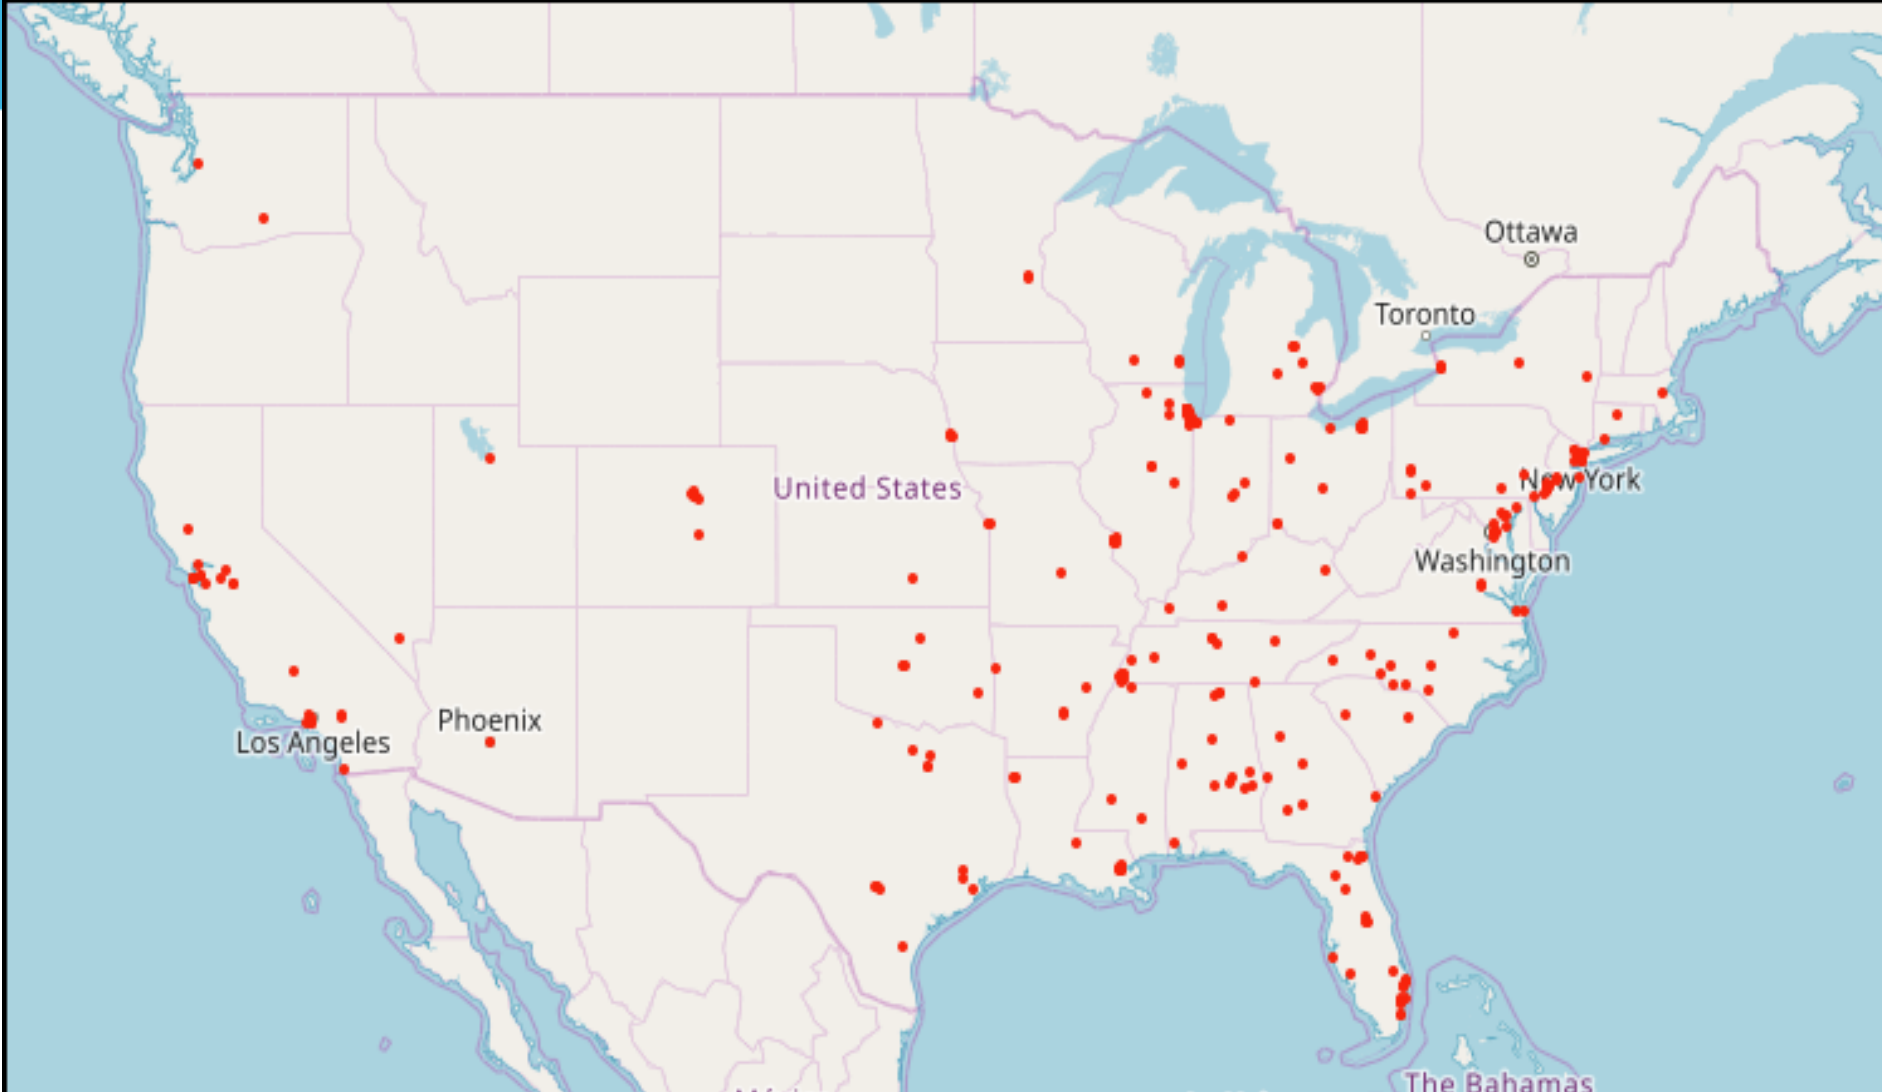 Ottawa
Toronto
United States
New York
Washington
Phoenix
Los Angeles
The Bahamas